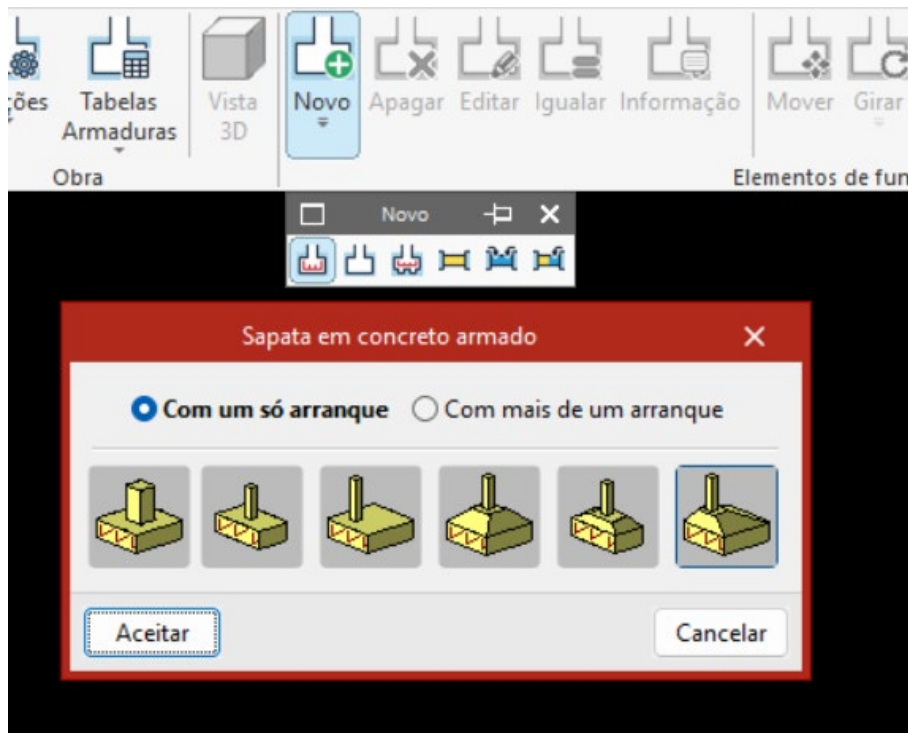 ções Tabelas Armaduras Vista 3D Novo Apagar Editar Igualar Informação Mover Girar
Obra Elementos de fun
Novo
Sapata em concreto armado
Com um só arranque Com mais de um arranque
Aceitar Cancelar